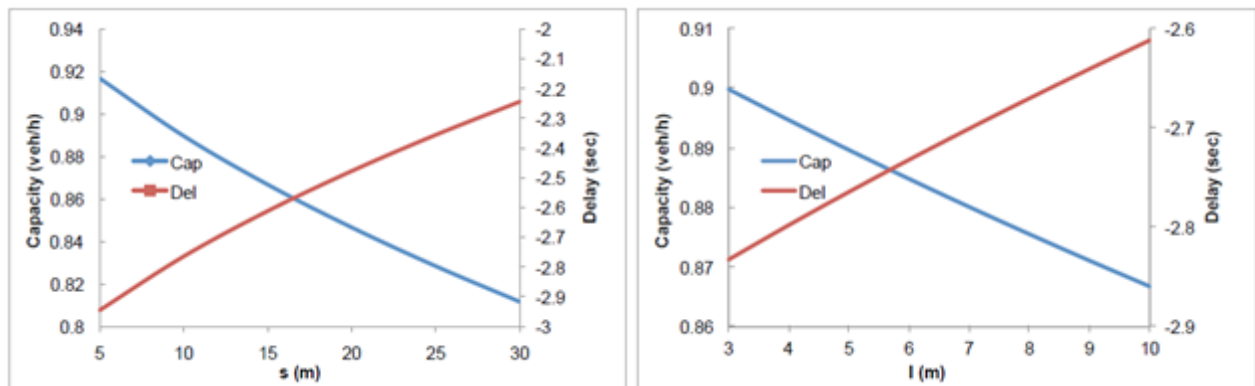 0.94
0.92
0.9
0.88
0.86
0.84
0.82
0.8
Capacity (veh/h)
Cap
Del
-2
-2.1
-2.2
-2.3
-2.4
-2.5
-2.6
-2.7
-2.8
-2.9
-3
Delay (sec)
5 10 15 20 25 30
s (m)
0.91
0.9
0.89
0.88
0.87
0.86
Capacity (veh/h)
Cap
Del
-2.6
-2.7
-2.8
-2.9
Delay (sec)
3 4 5 6 7 8 9 10
l (m)